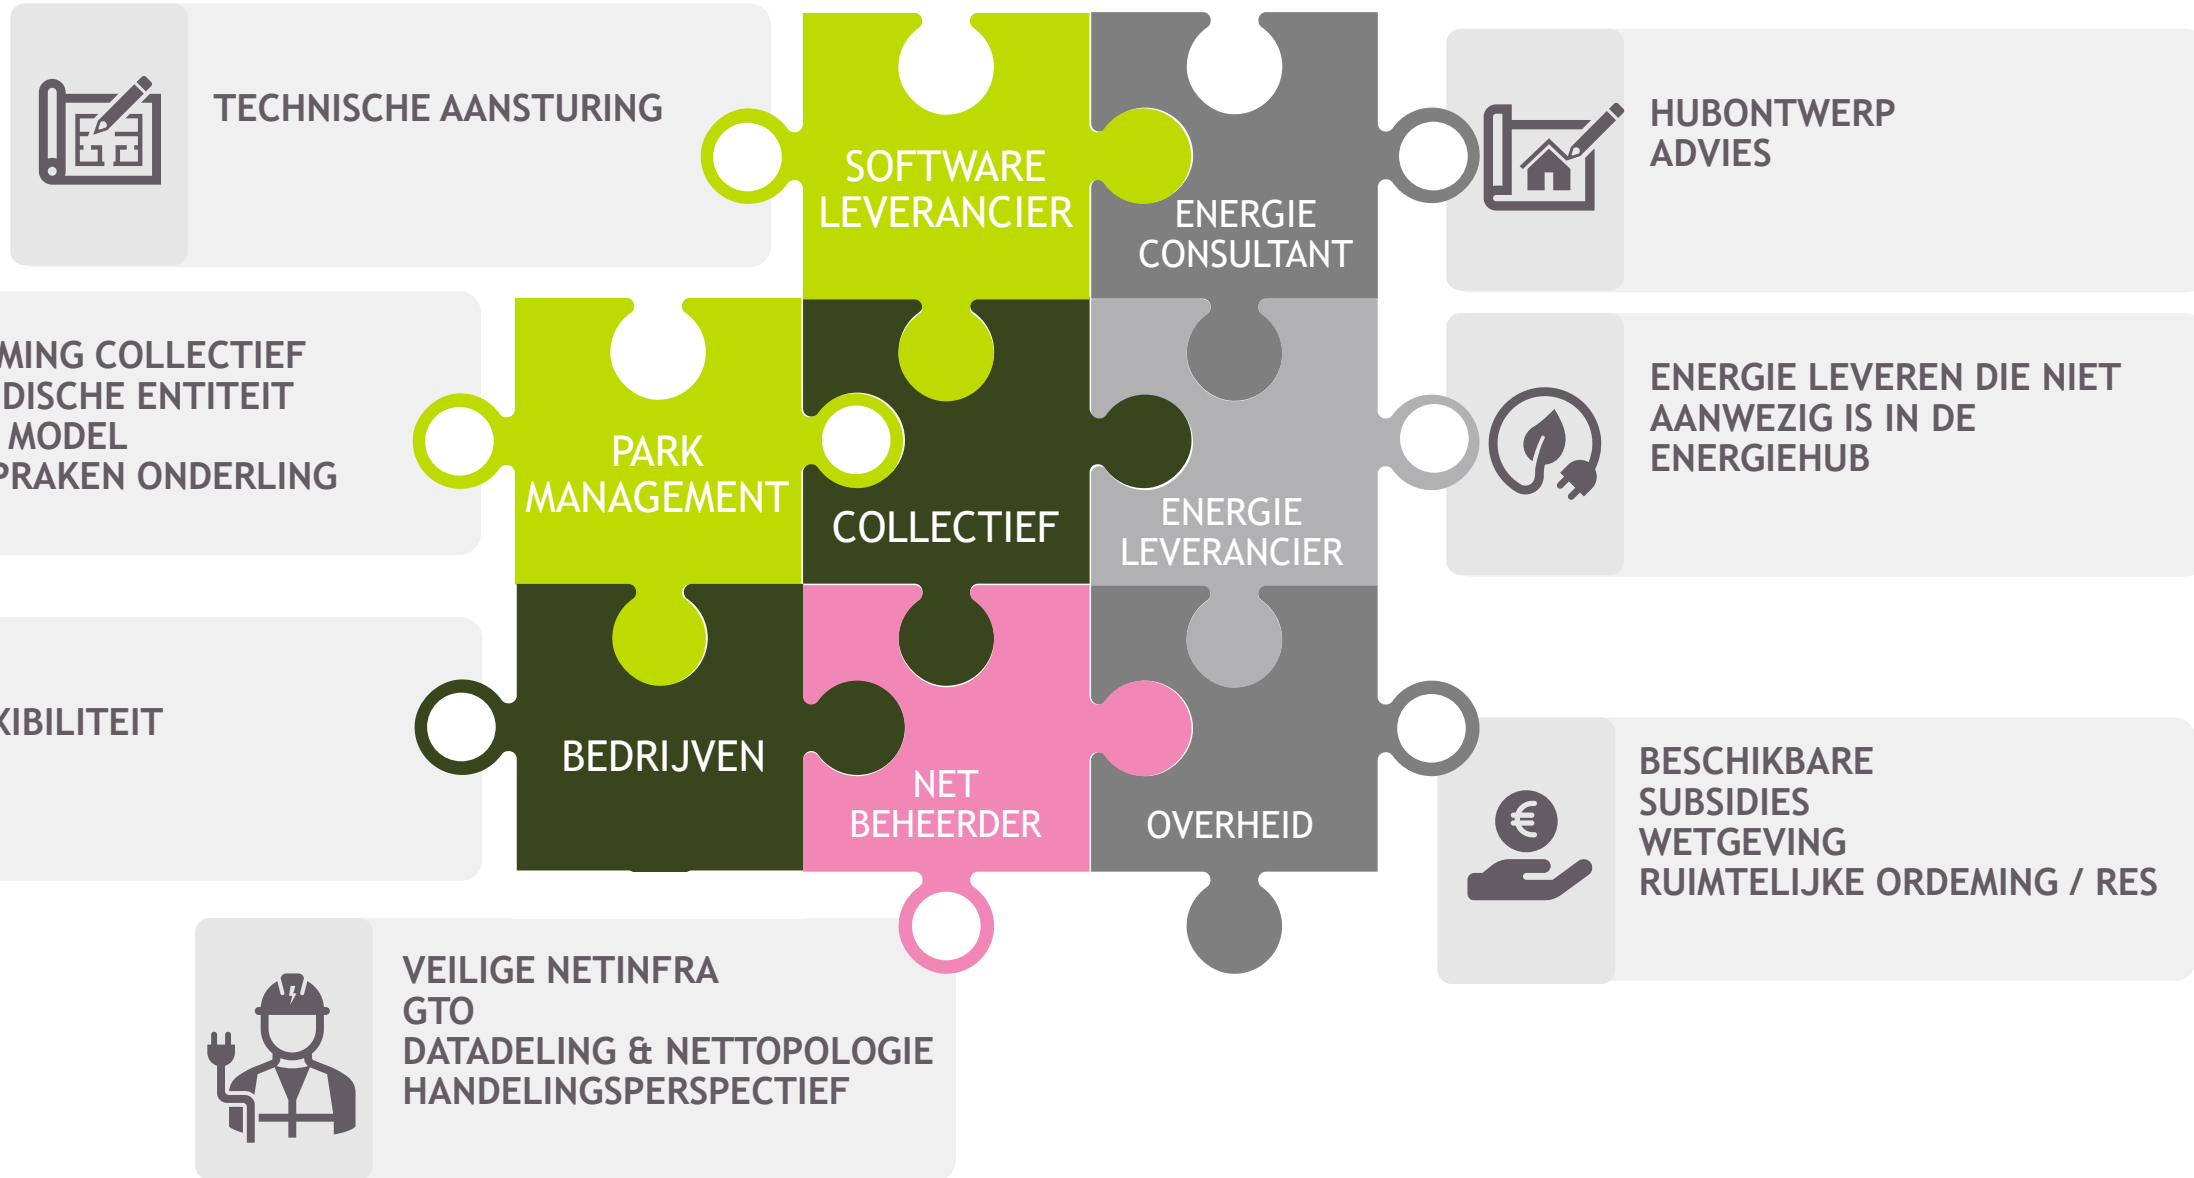 TECHNISCHE AANSTURING
SOFTWARE
LEVERANCIER
ENERGIE
CONSULTANT
HUBONTWERP
ADVIES
COLLECTIEF
DISCHE ENTITEIT
MODEL
ONDERLING
PARK
MANAGEMENT
COLLECTIEF
ENERGIE
LEVERANCIER
ENERGIE LEVEREN DIE NIET
AANWEZIG IS IN DE
ENERGIEHUB
XIBILITEIT
BEDRIJVEN
NET
BEHEERDER
OVERHEID
BESCHIKBARE
SUBSIDIES
WETGEVING
RUIMTELIJKE ORDEMING / RES
VEILIGE NETINFRA
GTO
DATADELING & NETTOPOLOGIE
HANDELINGSPERSPECTIEF